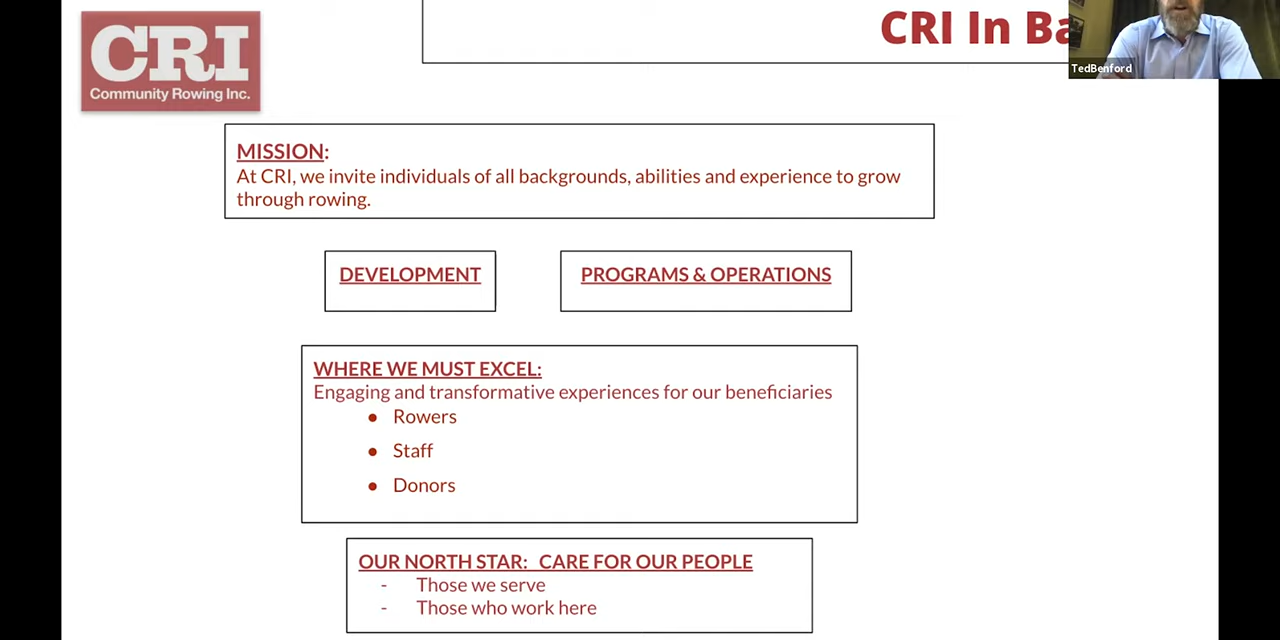 CRI
Community Rowing Inc.
CRI In
TedBenford
MISSION:
At CRI, we invite individuals of all backgrounds, abilities and experience to grow
through rowing.
DEVELOPMENT
PROGRAMS & OPERATIONS
WHERE WE MUST EXCEL:
Engaging and transformative experiences for our beneficiaries
● Rowers
● Staff
● Donors
OUR NORTH STAR: CARE FOR OUR PEOPLE
- Those we serve
- Those who work here